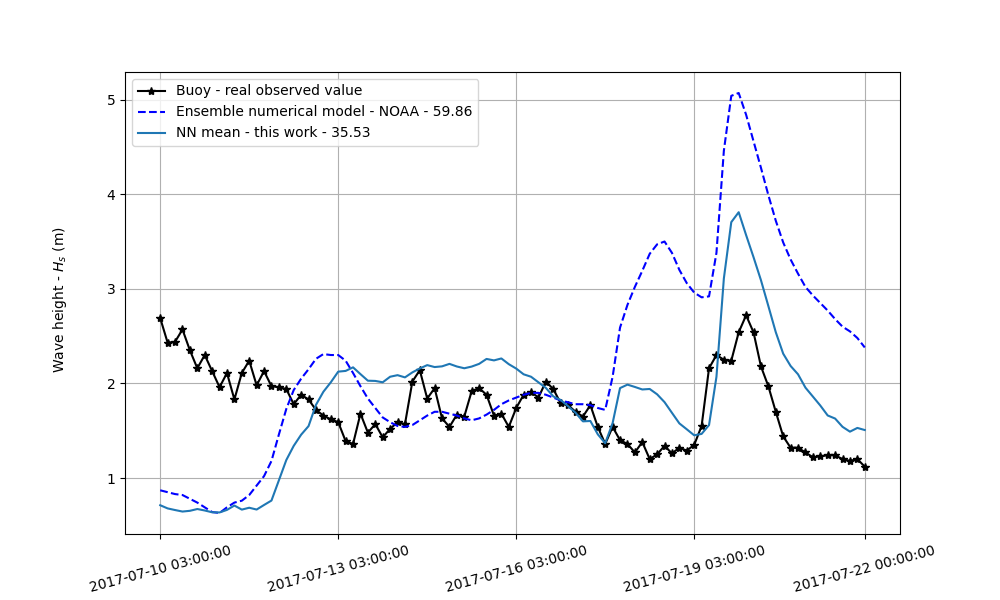 Buoy - real observed value
Ensemble numerical model - NOAA - 59.86
NN mean - this work - 35.53
Wave height - Hs (m)
5
4
3
2
1
2017-07-10 03:00:00
2017-07-13 03:00:00
2017-07-16 03:00:00
2017-07-19 03:00:00
2017-07-22 00:00:00